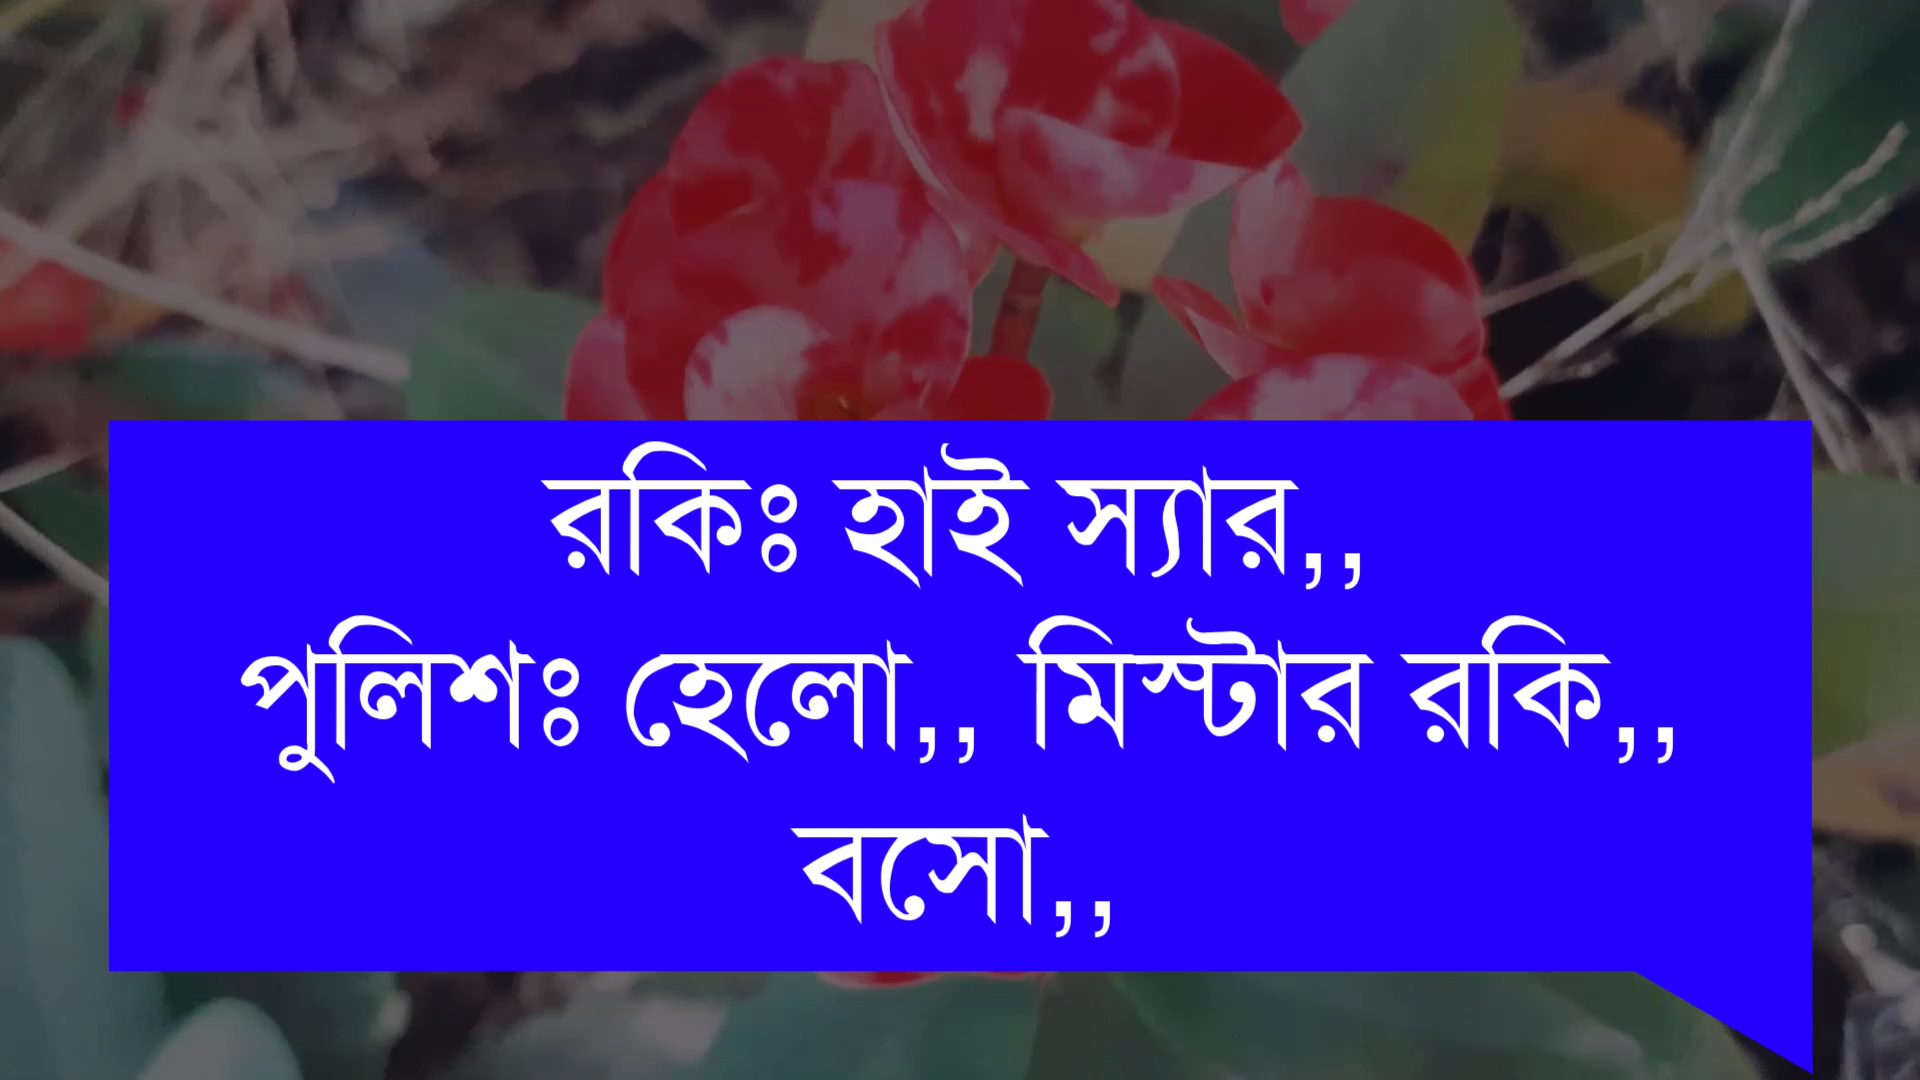 রকিঃ হাই স্যার,,
পুলিশঃ হেলো,, মিস্টার রকি,,
বসো,,